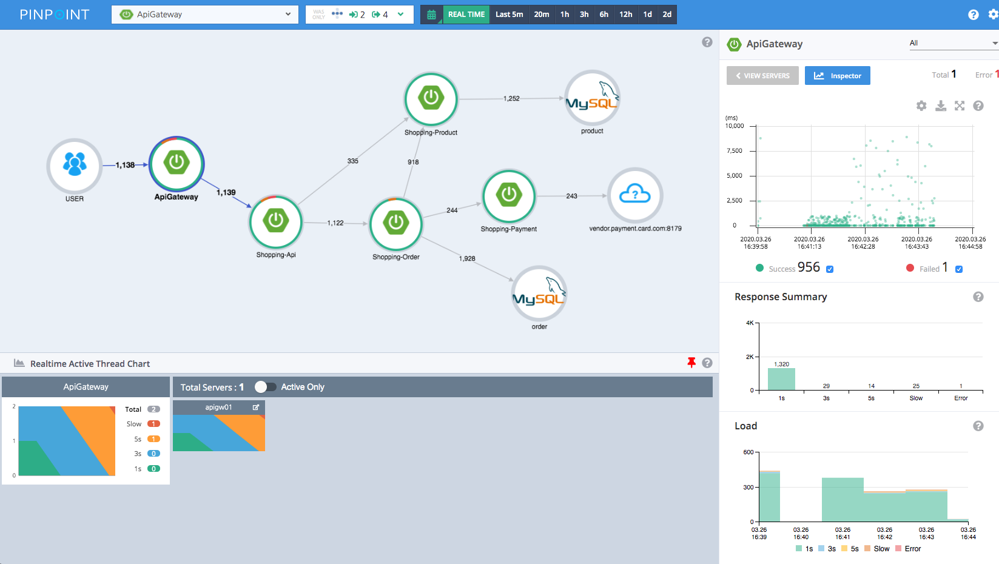 PINPOINT
ApiGateway
WAS ONLY
2
4
REAL TIME
Last 5m
20m
1h
3h
6h
12h
1d
2d
USER
1,138
ApiGateway
1,139
Shopping-Api
335
1,122
Shopping-Product
918
1,252
MySQL
product
Shopping-Order
244
Shopping-Payment
243
vendor.payment.card.com:8179
1,928
MySQL
order
Realtime Active Thread Chart
ApiGateway
2
1
0
Total 2
Slow 1
5s 1
3s 0
1s 0
Total Servers : 1
Active Only
apigw01
ApiGateway
All
VIEW SERVERS
Inspector
Total 1
Error 1
(ms)
10,000
7,500
5,000
2,500
0
2020.03.26 16:39:58
2020.03.26 16:41:13
2020.03.26 16:42:28
2020.03.26 16:43:43
2020.03.26 16:44:58
Success 956
Failed 1
Response Summary
4K
2K
0
1,320
29
14
25
1
1s
3s
5s
Slow
Error
Load
600
300
0
03.26 16:39
03.26 16:40
03.26 16:41
03.26 16:42
03.26 16:43
03.26 16:44
1s
3s
5s
Slow
Error